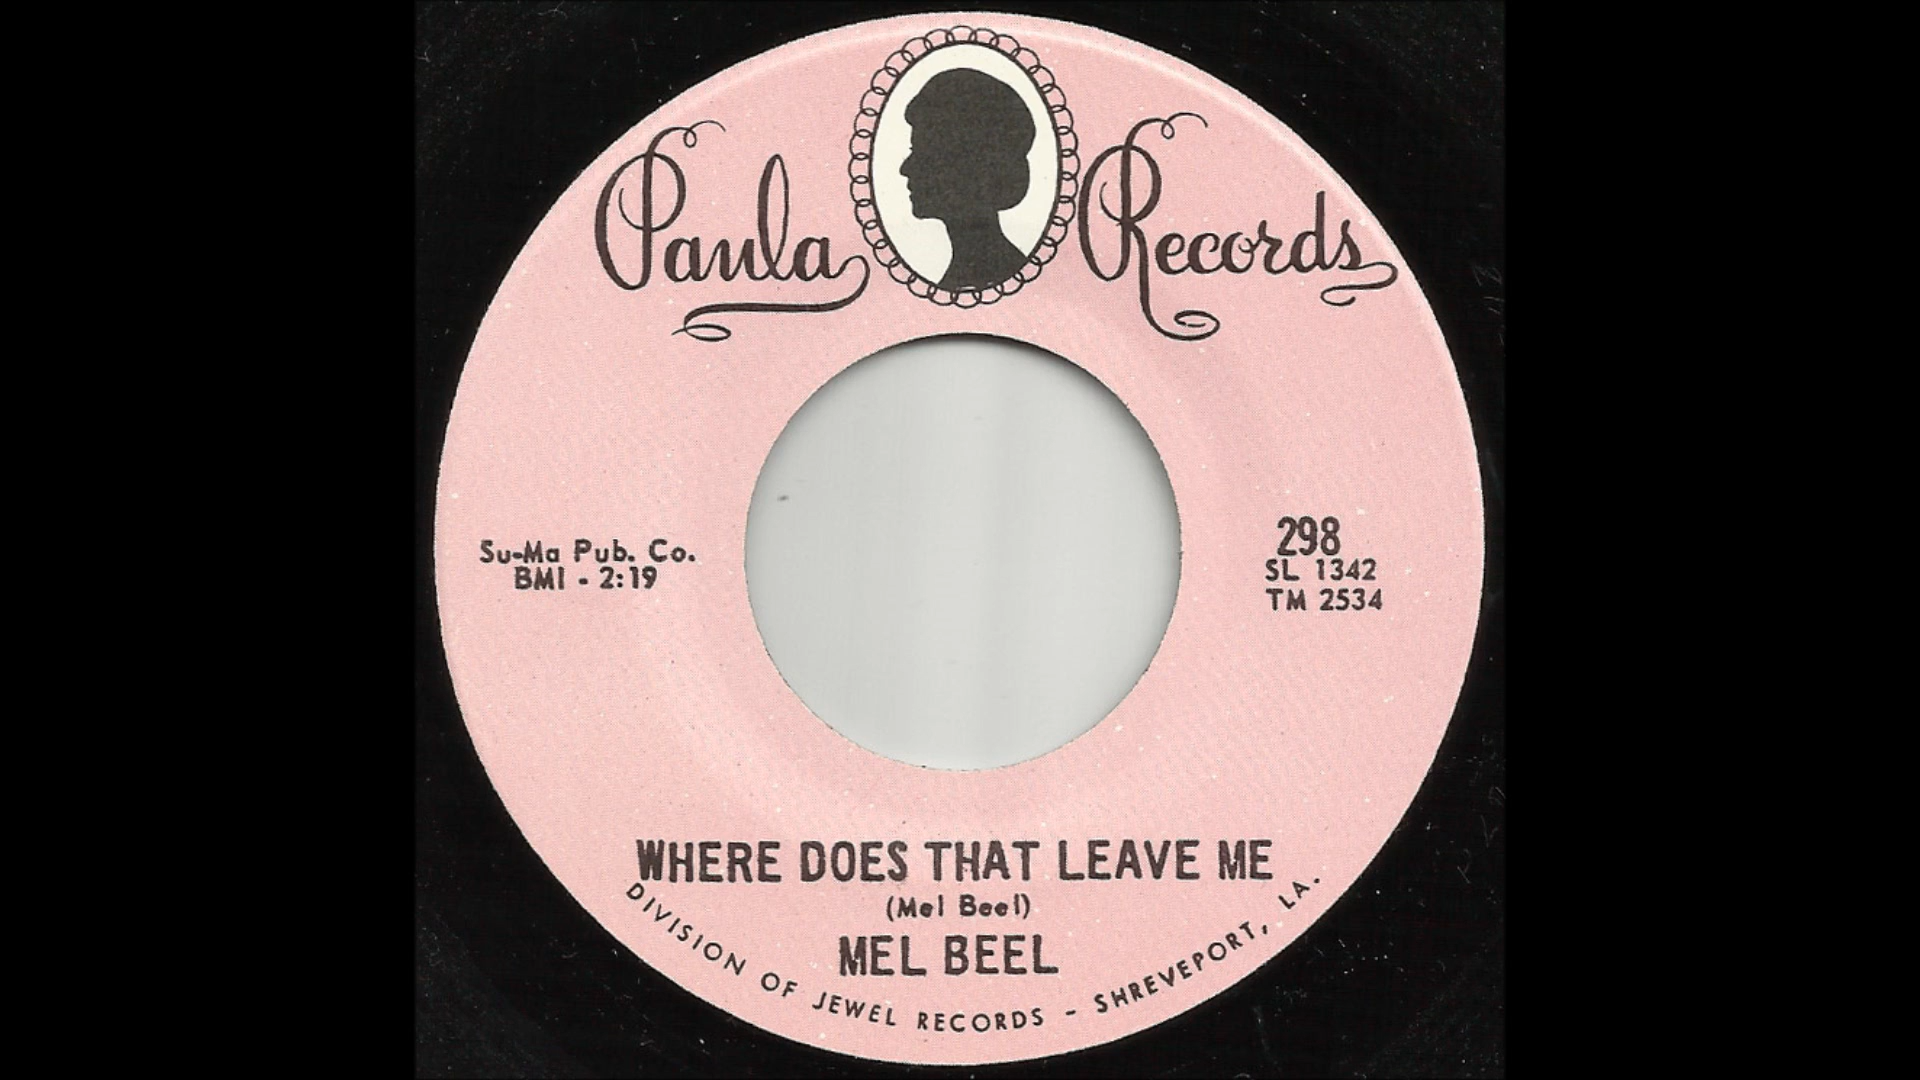 Paula Records
Su-Ma Pub. Co.
BMI - 2:19
298
SL 1342
TM 2534
WHERE DOES THAT LEAVE ME
(Mel Beel)
MEL BEEL
DIVISION OF JEWEL RECORDS - SHREVEPORT, LA.